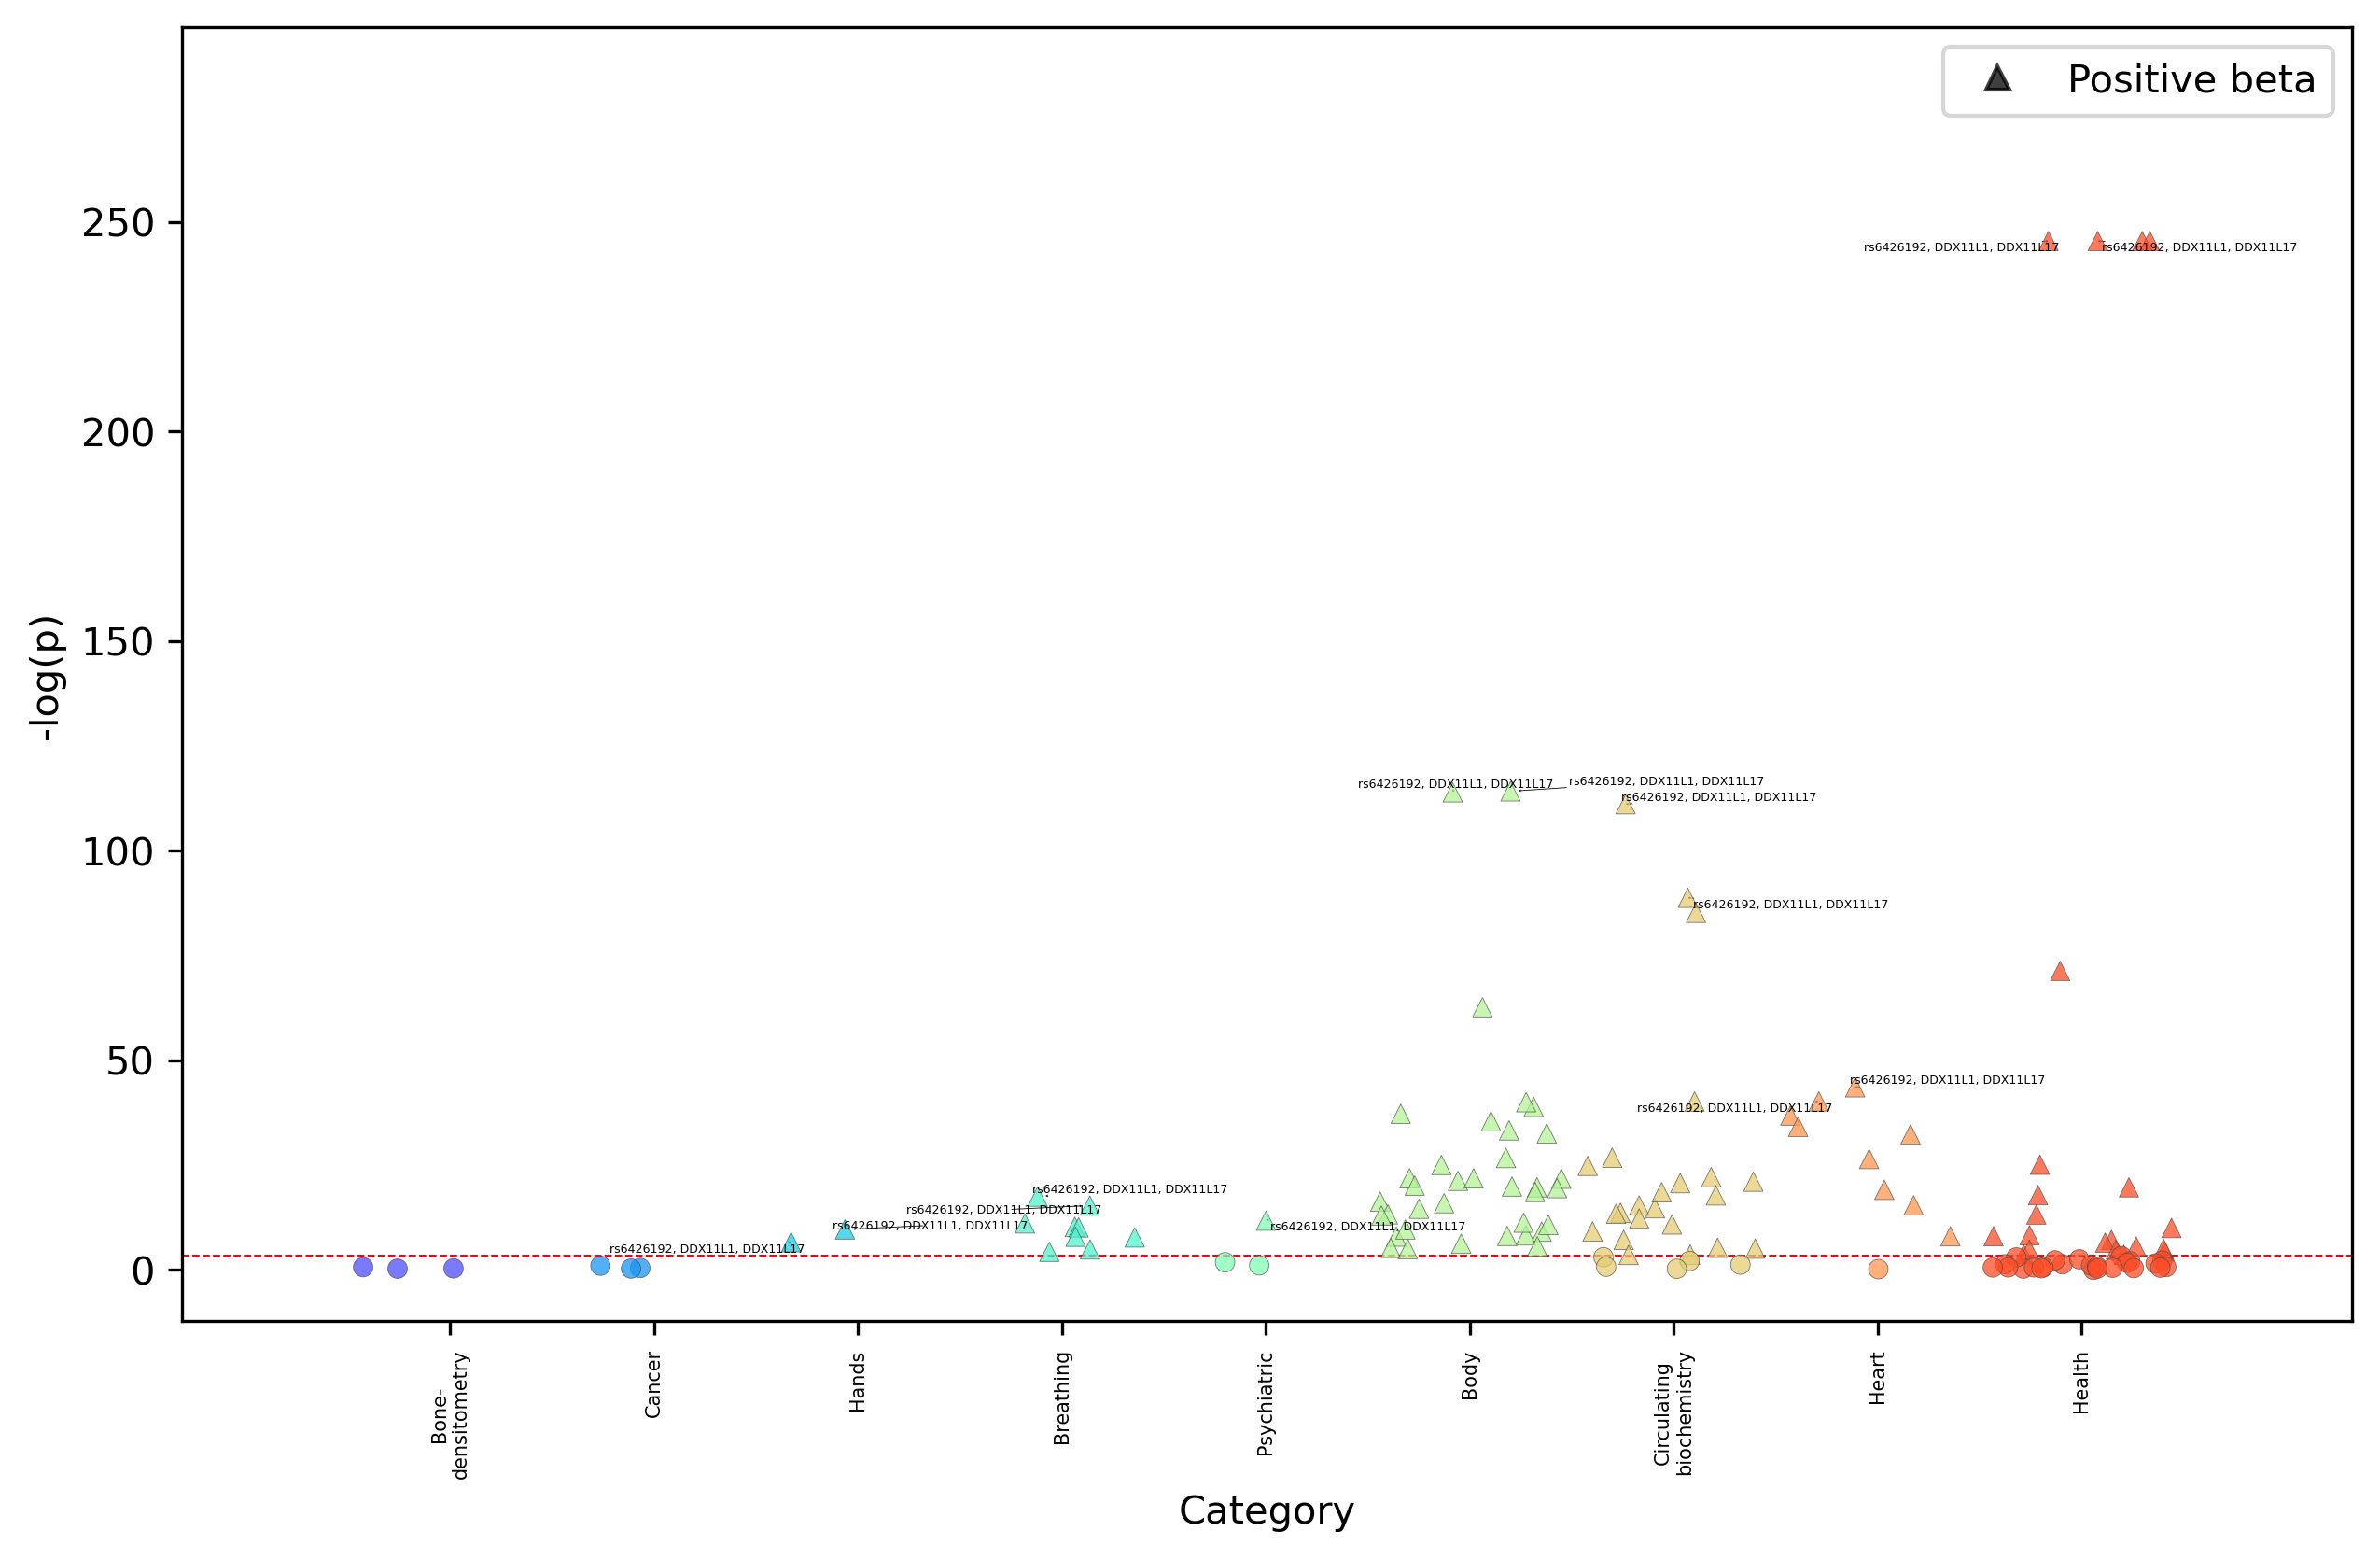 Positive beta
250
rs6426192, DDX11L1, DDX11L17
rs6426192, DDX11L1, DDX11L17
200
-log(p)
150
rs6426192, DDX11L1, DDX11L17
rs6426192, DDX11L1, DDX11L17
rs6426192, DDX11L1, DDX11L17
100
rs6426192, DDX11L1, DDX11L17
50
rs6426192, DDX11L1, DDX11L17
rs6426192, DDX11L1, DDX11L17
rs6426192, DDX11L1, DDX11L17
rs6426192, DDX11L1, DDX11L17
rs6426192, DDX11L1, DDX11L17
rs6426192, DDX11L1, DDX11L17
rs6426192, DDX11L1, DDX11L17
0
Bone-
densitometry
Cancer
Hands
Breathing
Psychiatric
Body
Circulating
biochemistry
Heart
Health
Category